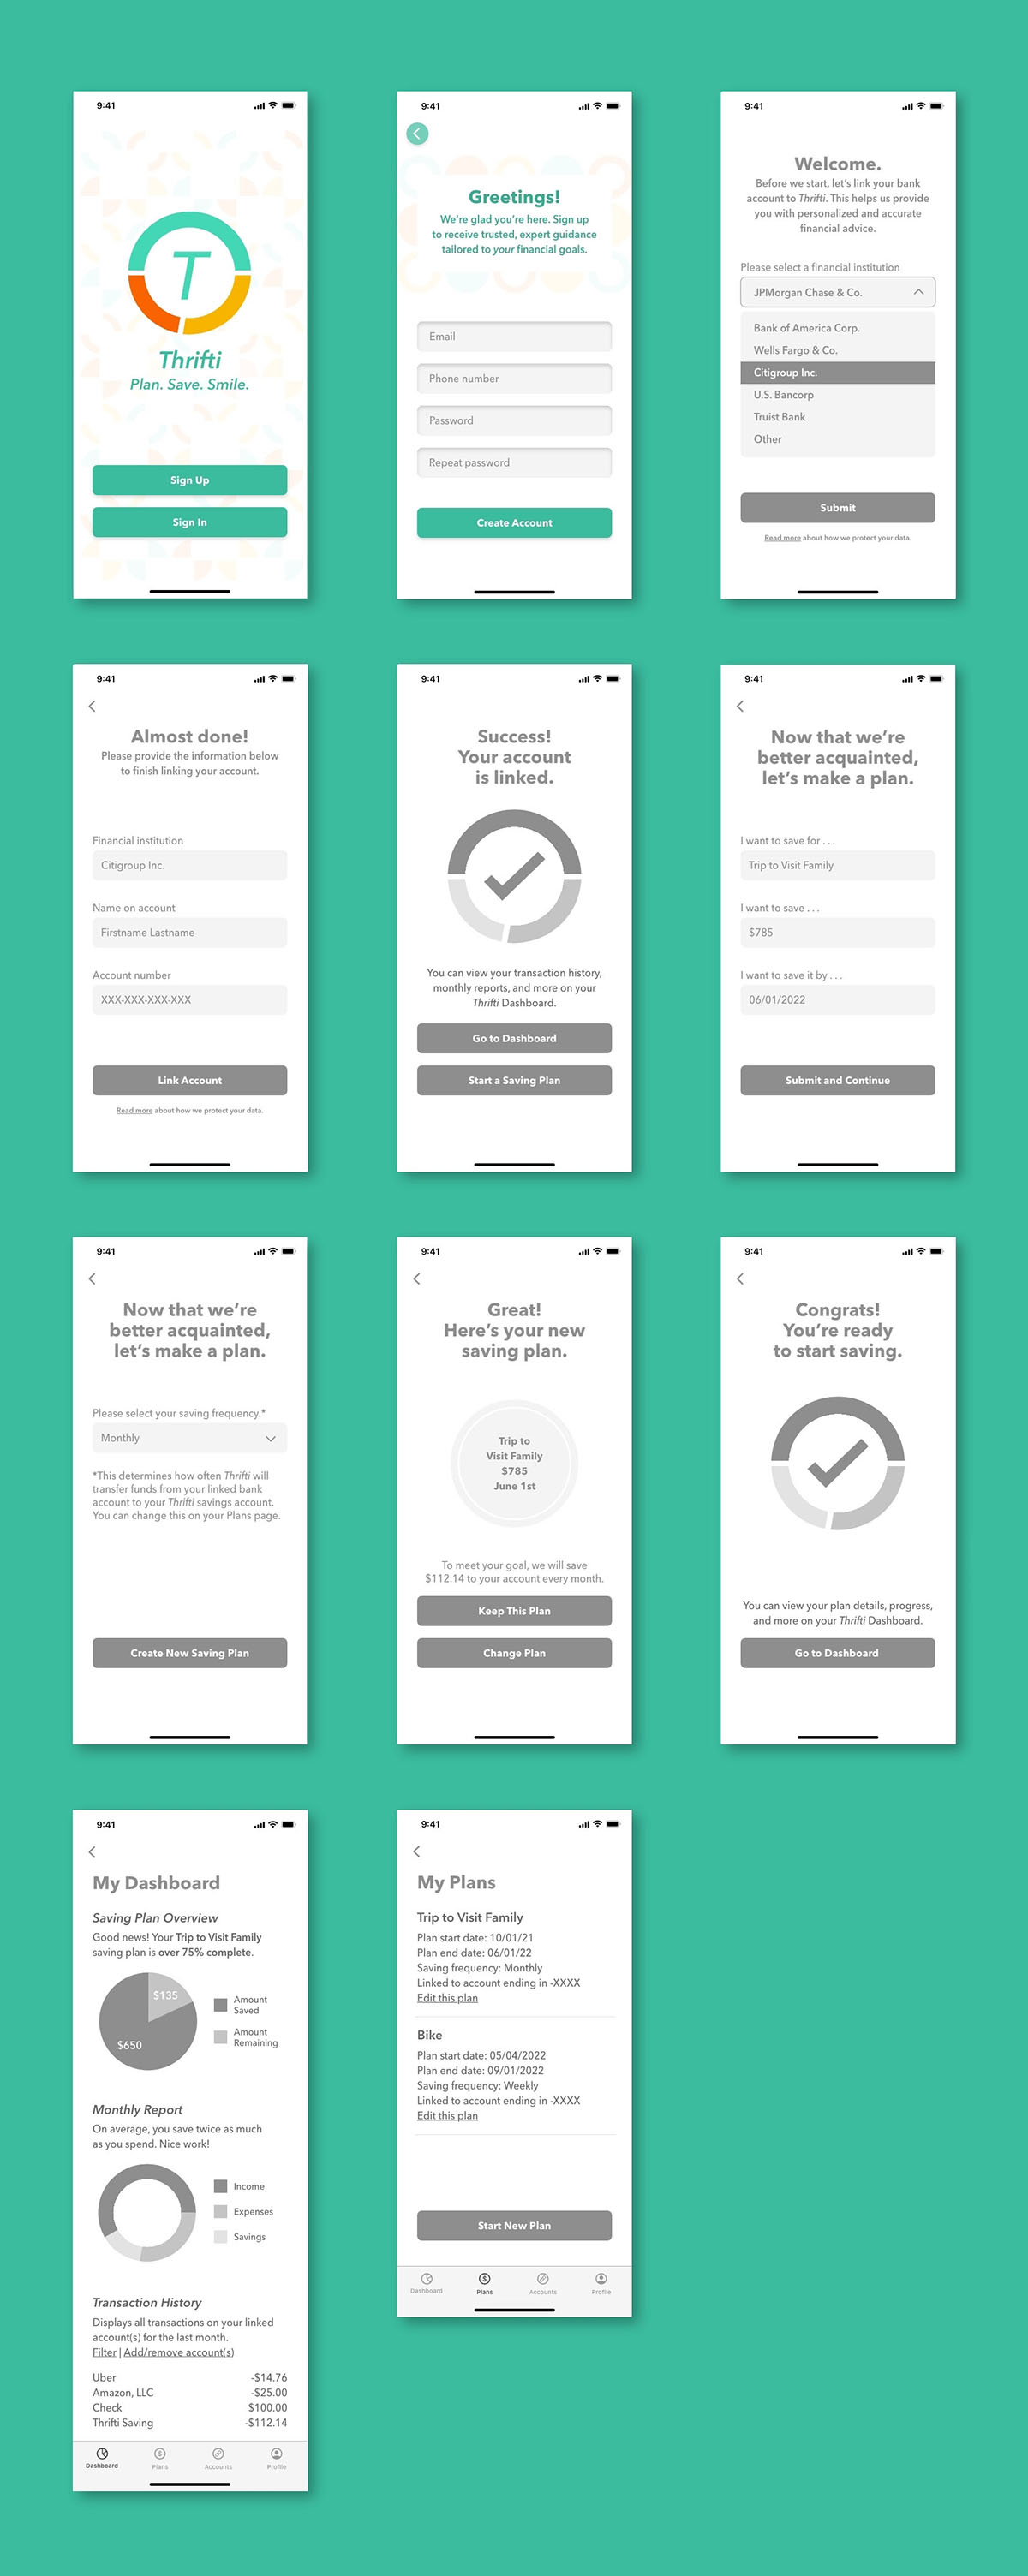 9:41
T
Thrifti
Plan. Save. Smile.
Sign Up
Sign In
9:41
Greetings!
We're glad you're here. Sign up
to receive trusted, expert guidance
tailored to your financial goals.
Email
Phone number
Password
Repeat password
Create Account
9:41
Welcome.
Before we start, let's link your bank
account to Thrifti. This helps us provide
you with personalized and accurate
financial advice.
Please select a financial institution
JPMorgan Chase & Co.
Bank of America Corp.
Wells Fargo & Co.
Citigroup Inc.
U.S. Bancorp
Truist Bank
Other
Submit
Read more about how we protect your data.
9:41
Almost done!
Please provide the information below
to finish linking your account.
Financial institution
Citigroup Inc.
Name on account
Firstname Lastname
Account number
XXX-XXX-XXX-XXX
Link Account
Read more about how we protect your data.
9:41
Success!
Your account
is linked.
You can view your transaction history,
monthly reports, and more on your
Thrifti Dashboard.
Go to Dashboard
Start a Saving Plan
9:41
Now that we're
better acquainted,
let's make a plan.
I want to save for . . .
Trip to Visit Family
I want to save . . .
$785
I want to save it by . . .
06/01/2022
Submit and Continue
9:41
Now that we're
better acquainted,
let's make a plan.
Please select your saving frequency.*
Monthly
*This determines how often Thrifti will
transfer funds from your linked bank
account to your Thrifti savings account.
You can change this on your Plans page.
Create New Saving Plan
9:41
Great!
Here's your new
saving plan.
Trip to
Visit Family
$785
June 1st
To meet your goal, we will save
$112.14 to your account every month.
Keep This Plan
Change Plan
9:41
Congrats!
You're ready
to start saving.
You can view your plan details, progress,
and more on your Thrifti Dashboard.
Go to Dashboard
9:41
My Dashboard
Saving Plan Overview
Good news! Your Trip to Visit Family
saving plan is over 75% complete.
$135
$650
Amount
Saved
Amount
Remaining
Monthly Report
On average, you save twice as much
as you spend. Nice work!
Income
Expenses
Savings
Transaction History
Displays all transactions on your linked
account(s) for the last month.
Filter | Add/remove account(s)
Uber -$14.76
Amazon, LLC -$25.00
Check $100.00
Thrifti Saving -$112.14
Dashboard Plans Accounts Profile
9:41
My Plans
Trip to Visit Family
Plan start date: 10/01/21
Plan end date: 06/01/22
Saving frequency: Monthly
Linked to account ending in -XXXX
Edit this plan
Bike
Plan start date: 05/04/2022
Plan end date: 09/01/2022
Saving frequency: Weekly
Linked to account ending in -XXXX
Edit this plan
Start New Plan
Dashboard Plans Accounts Profile